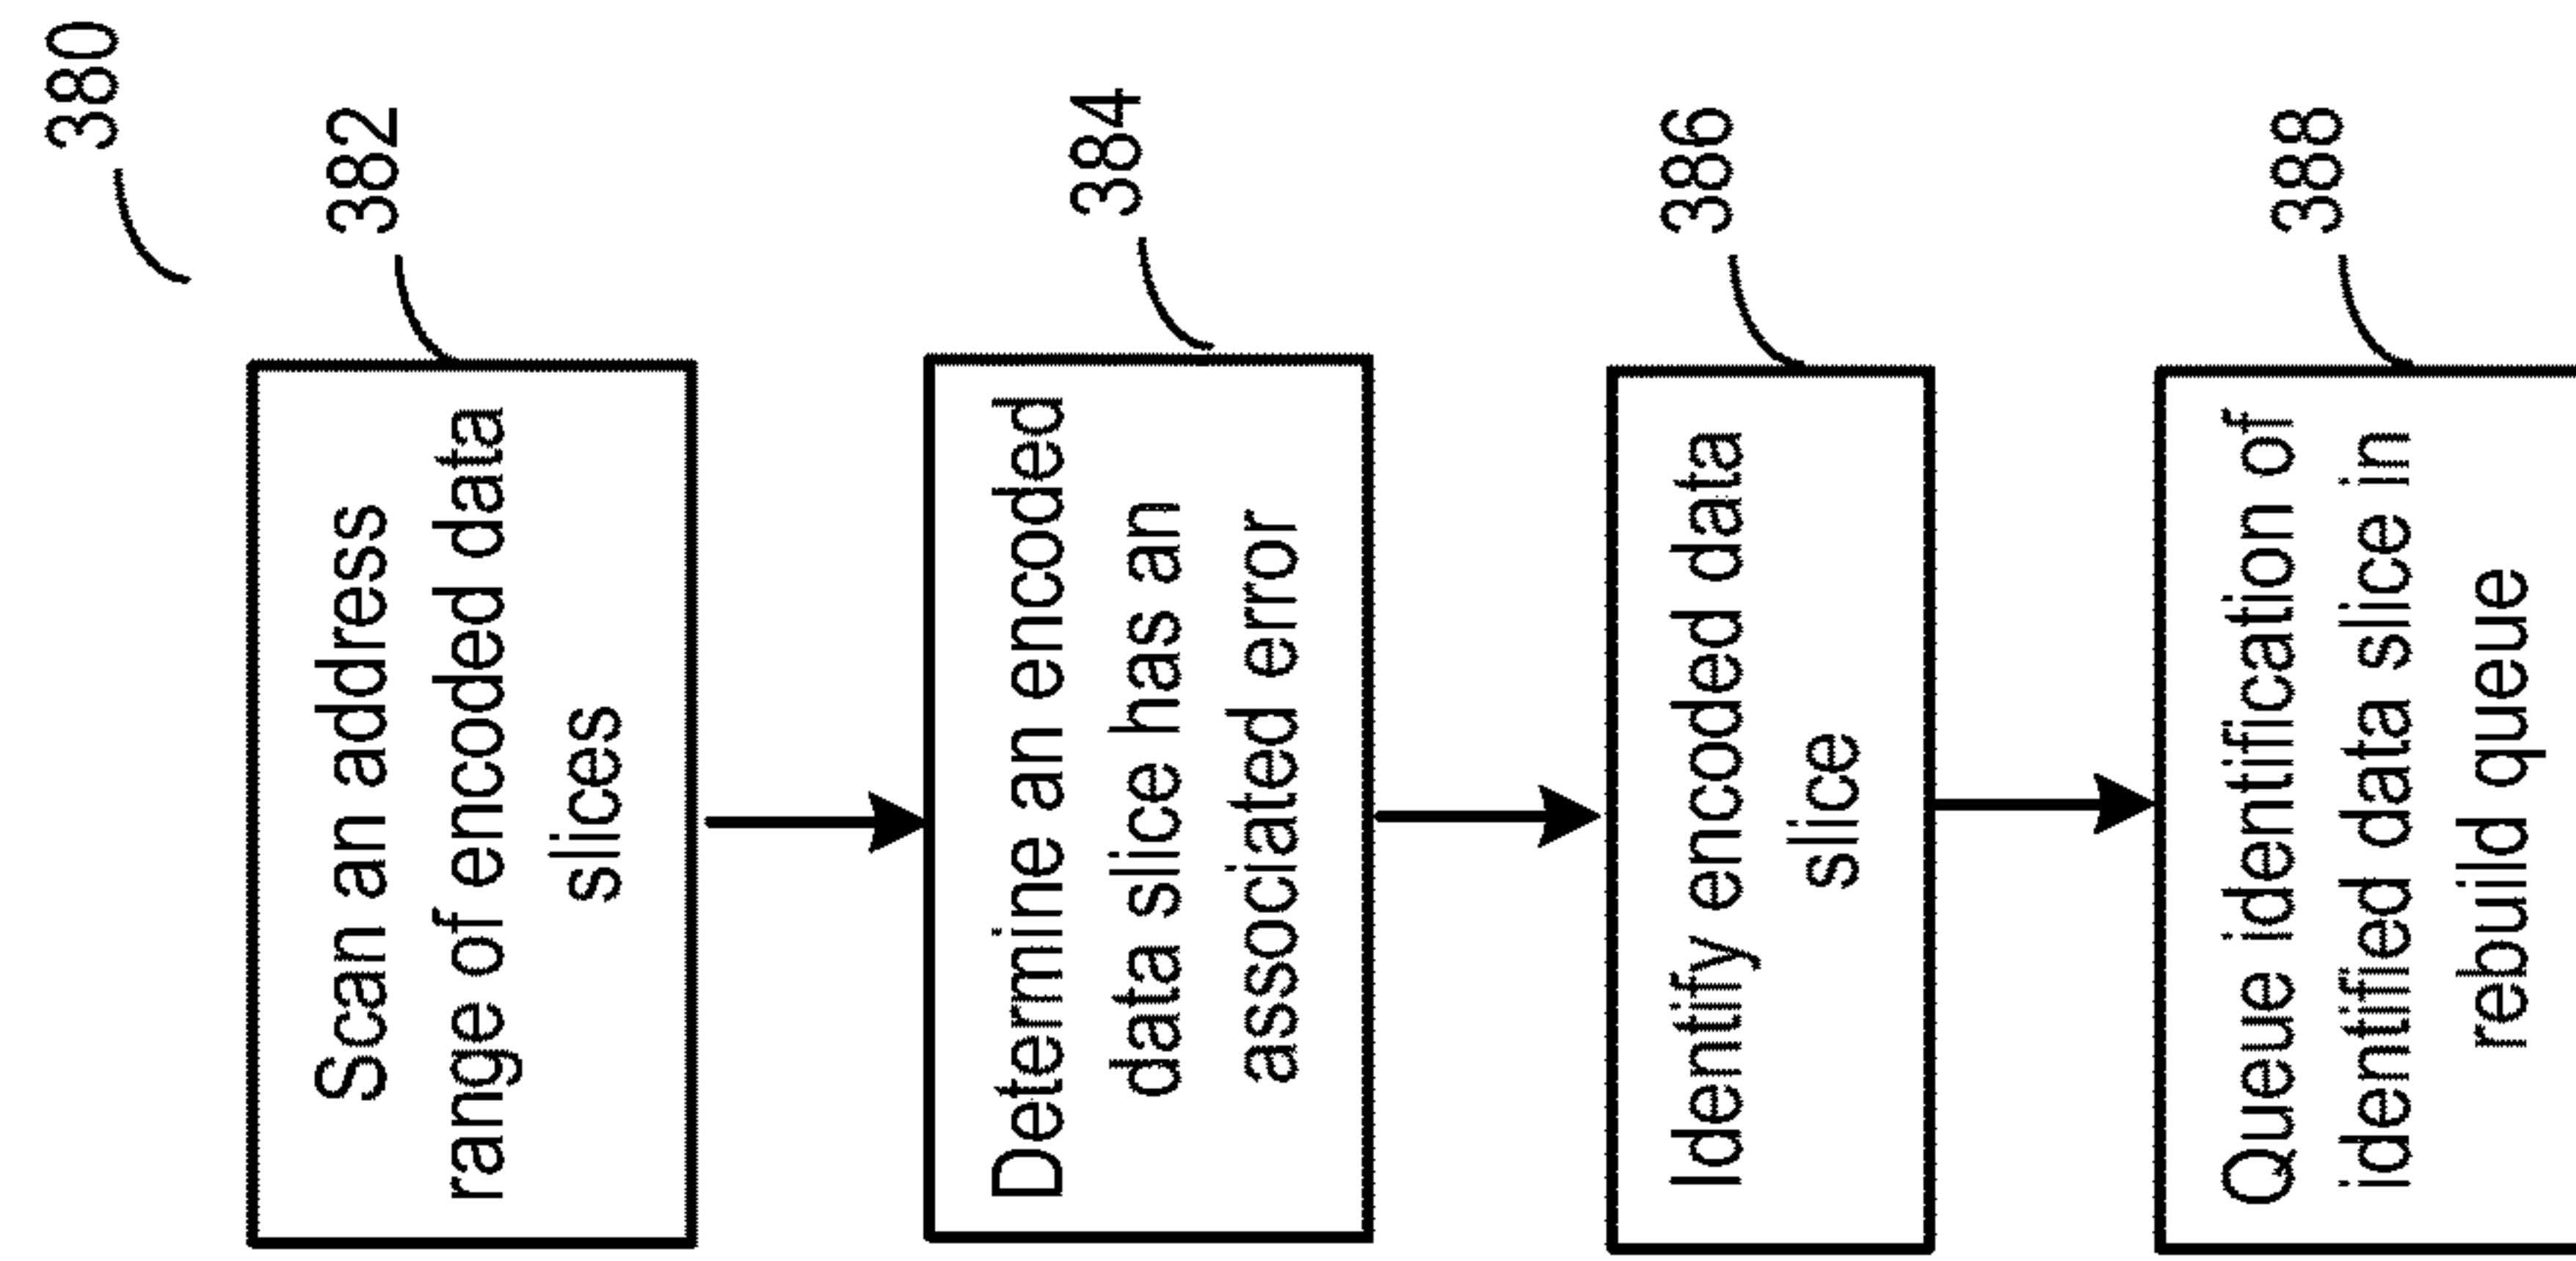 380
382
Scan an address
range of encoded data
slices
384
Determine an encoded
data slice has an
associated error
386
Identify encoded data
slice
388
Queue identification of
identified data slice in
rebuild queue